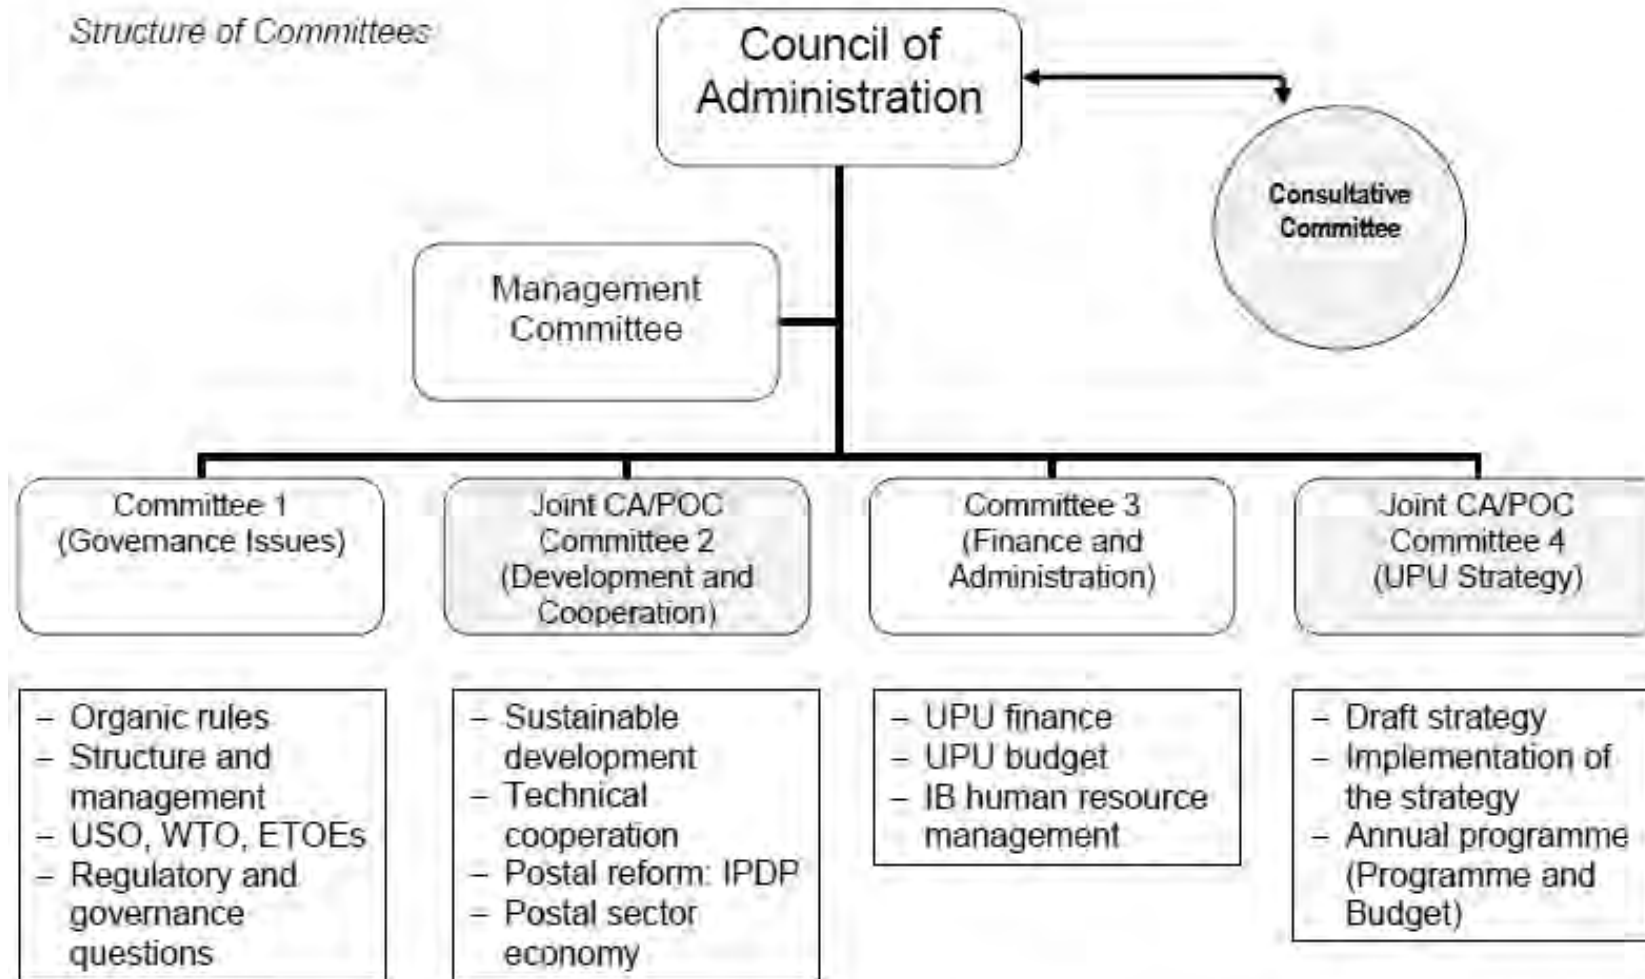 Structure of Committees
Council of
Administration
Consultative
Committee
Management
Committee
Committee 1
(Governance Issues)
Joint CA/POC
Committee 2
(Development and
Cooperation)
Committee 3
(Finance and
Administration)
Joint CA/POC
Committee 4
(UPU Strategy)
– Organic rules
– Structure and
management
– USO, WTO, ETOEs
– Regulatory and
governance
questions
– Sustainable
development
– Technical
cooperation
– Postal reform: IPDP
– Postal sector
economy
– UPU finance
– UPU budget
– IB human resource
management
– Draft strategy
– Implementation of
the strategy
– Annual programme
(Programme and
Budget)